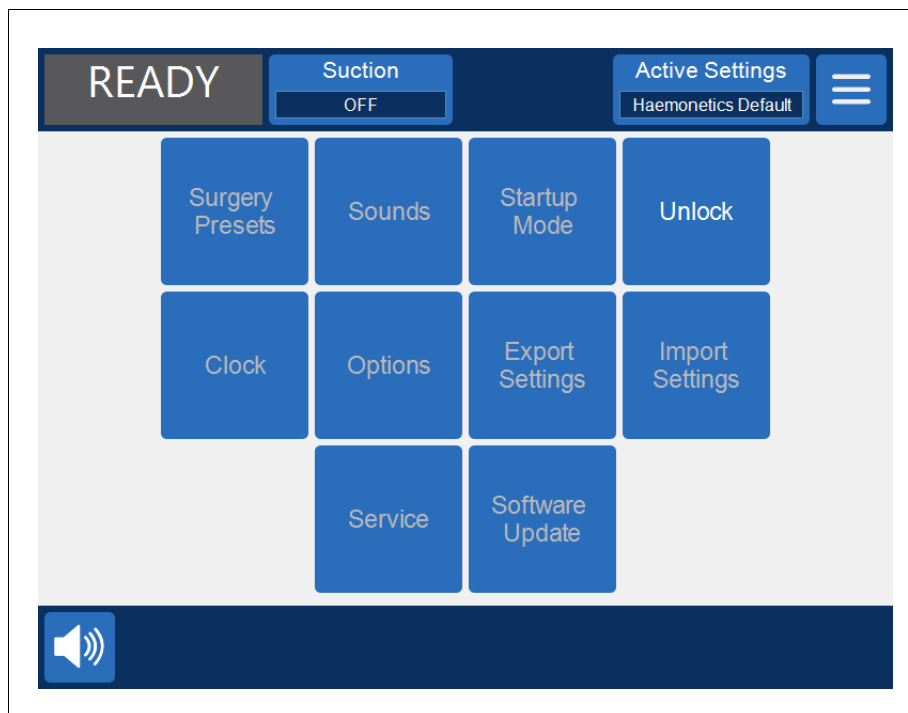 READY
Suction
OFF
Active Settings
Haemonetics Default
Surgery
Presets
Sounds
Startup
Mode
Unlock
Clock
Options
Export
Settings
Import
Settings
Service
Software
Update